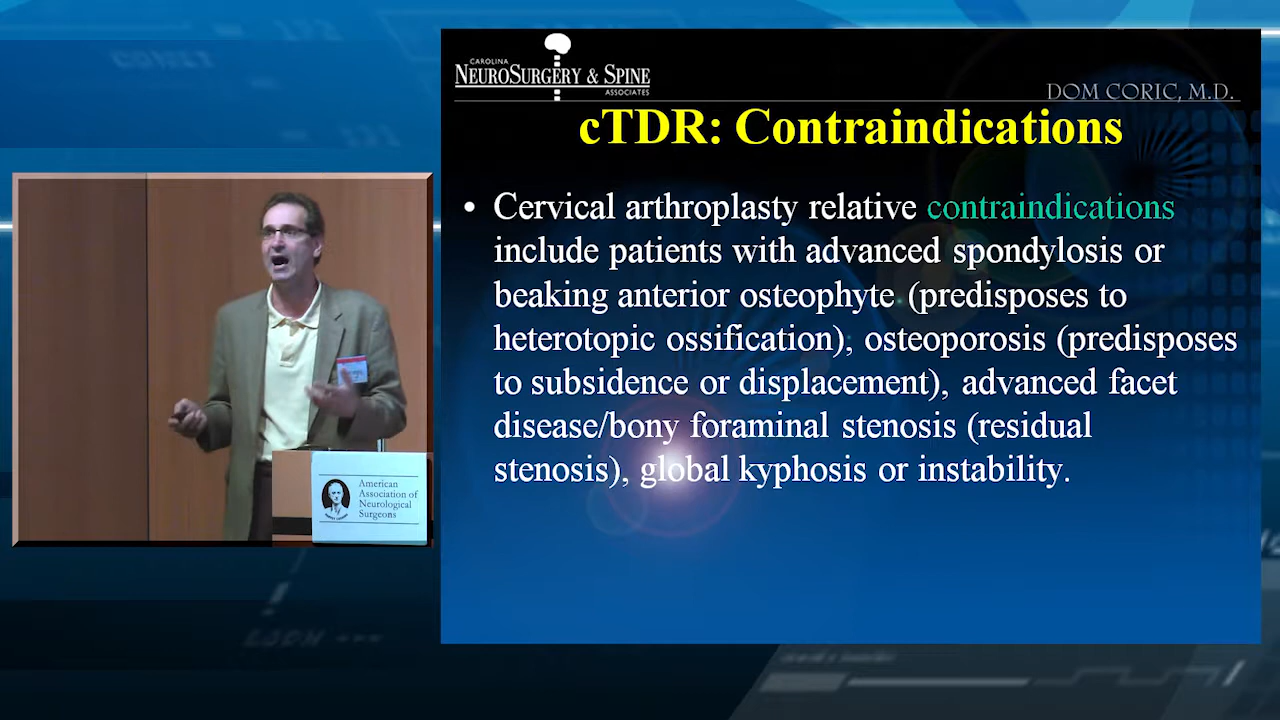 CAROLINA
NEUROSURGERY & SPINE
ASSOCIATES
DOM CORIC, M.D.
cTDR: Contraindications
• Cervical arthroplasty relative contraindications
include patients with advanced spondylosis or
beaking anterior osteophyte (predisposes to
heterotopic ossification), osteoporosis (predisposes
to subsidence or displacement), advanced facet
disease/bony foraminal stenosis (residual
stenosis), global kyphosis or instability.
American
Association of
Neurological
Surgeons